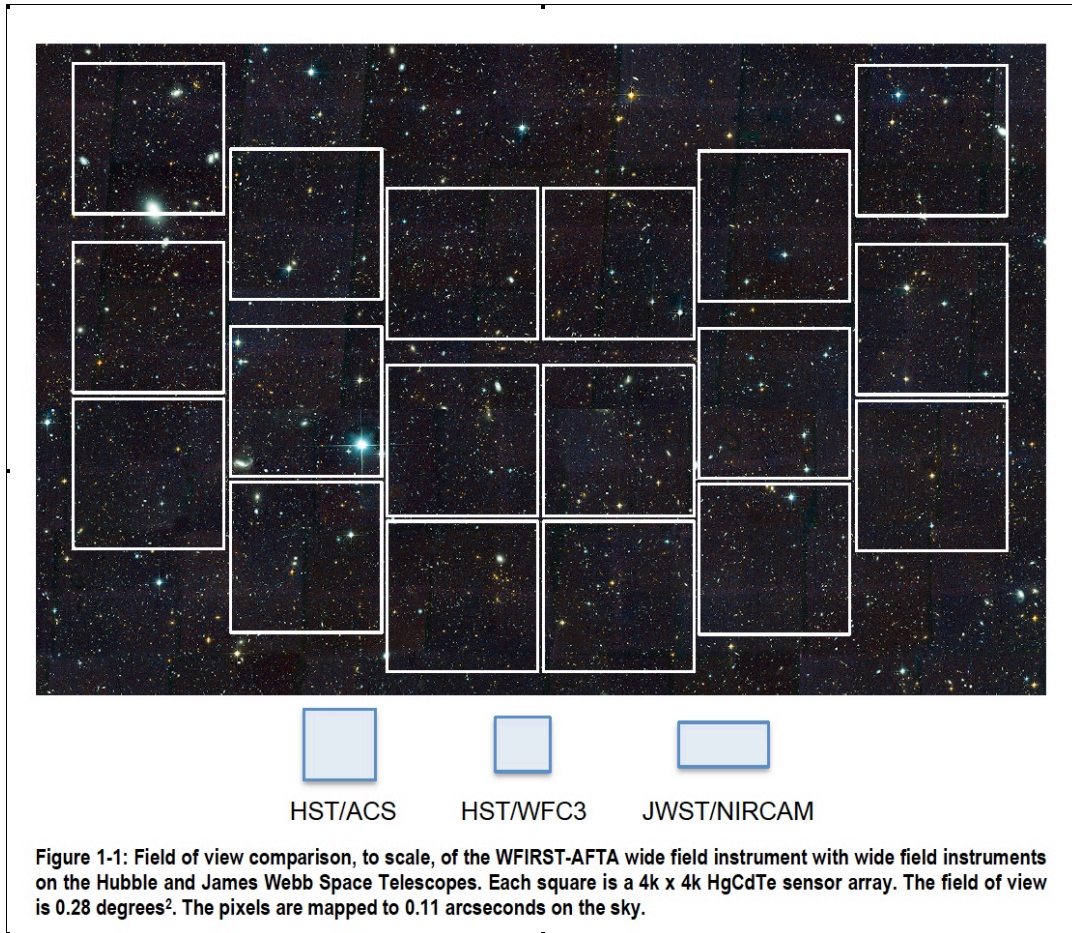 HST/ACS HST/WFC3 JWST/NIRCAM
Figure 1-1: Field of view comparison, to scale, of the WFIRST-AFTA wide field instrument with wide field instruments
on the Hubble and James Webb Space Telescopes. Each square is a 4k x 4k HgCdTe sensor array. The field of view
is 0.28 degrees². The pixels are mapped to 0.11 arcseconds on the sky.